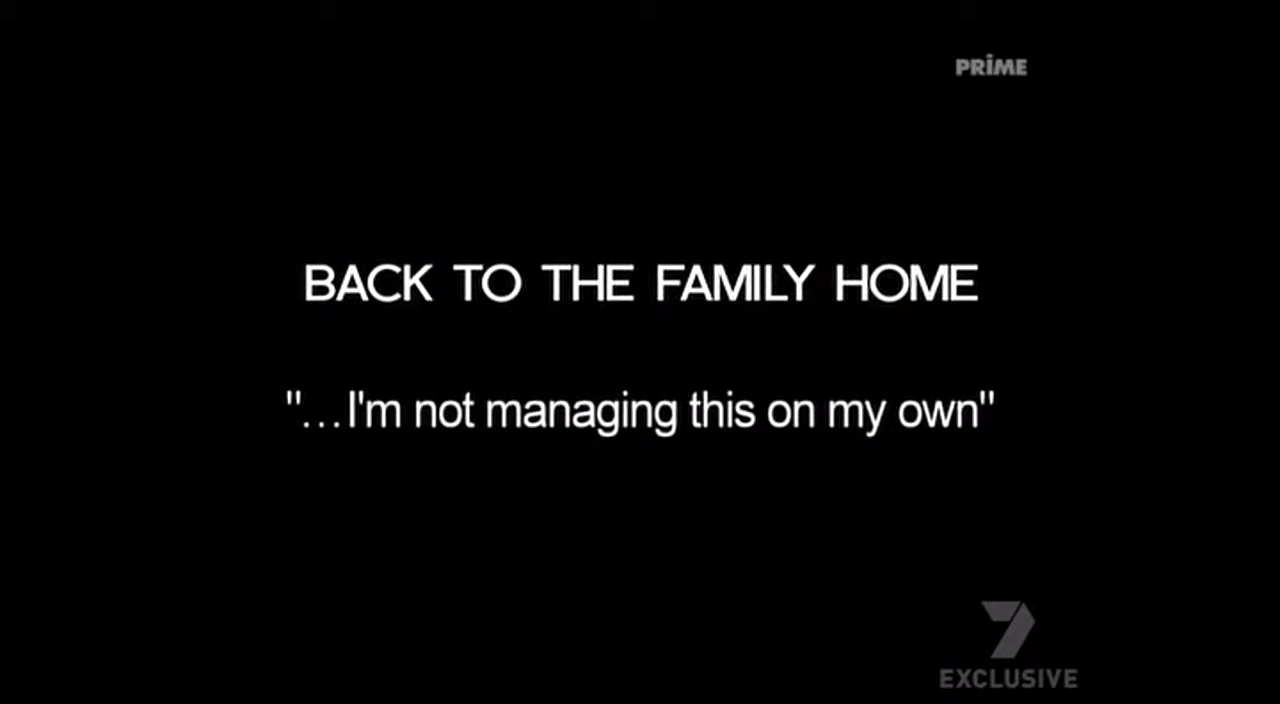 PRiME
BACK TO THE FAMILY HOME
"...I'm not managing this on my own"
7
EXCLUSIVE